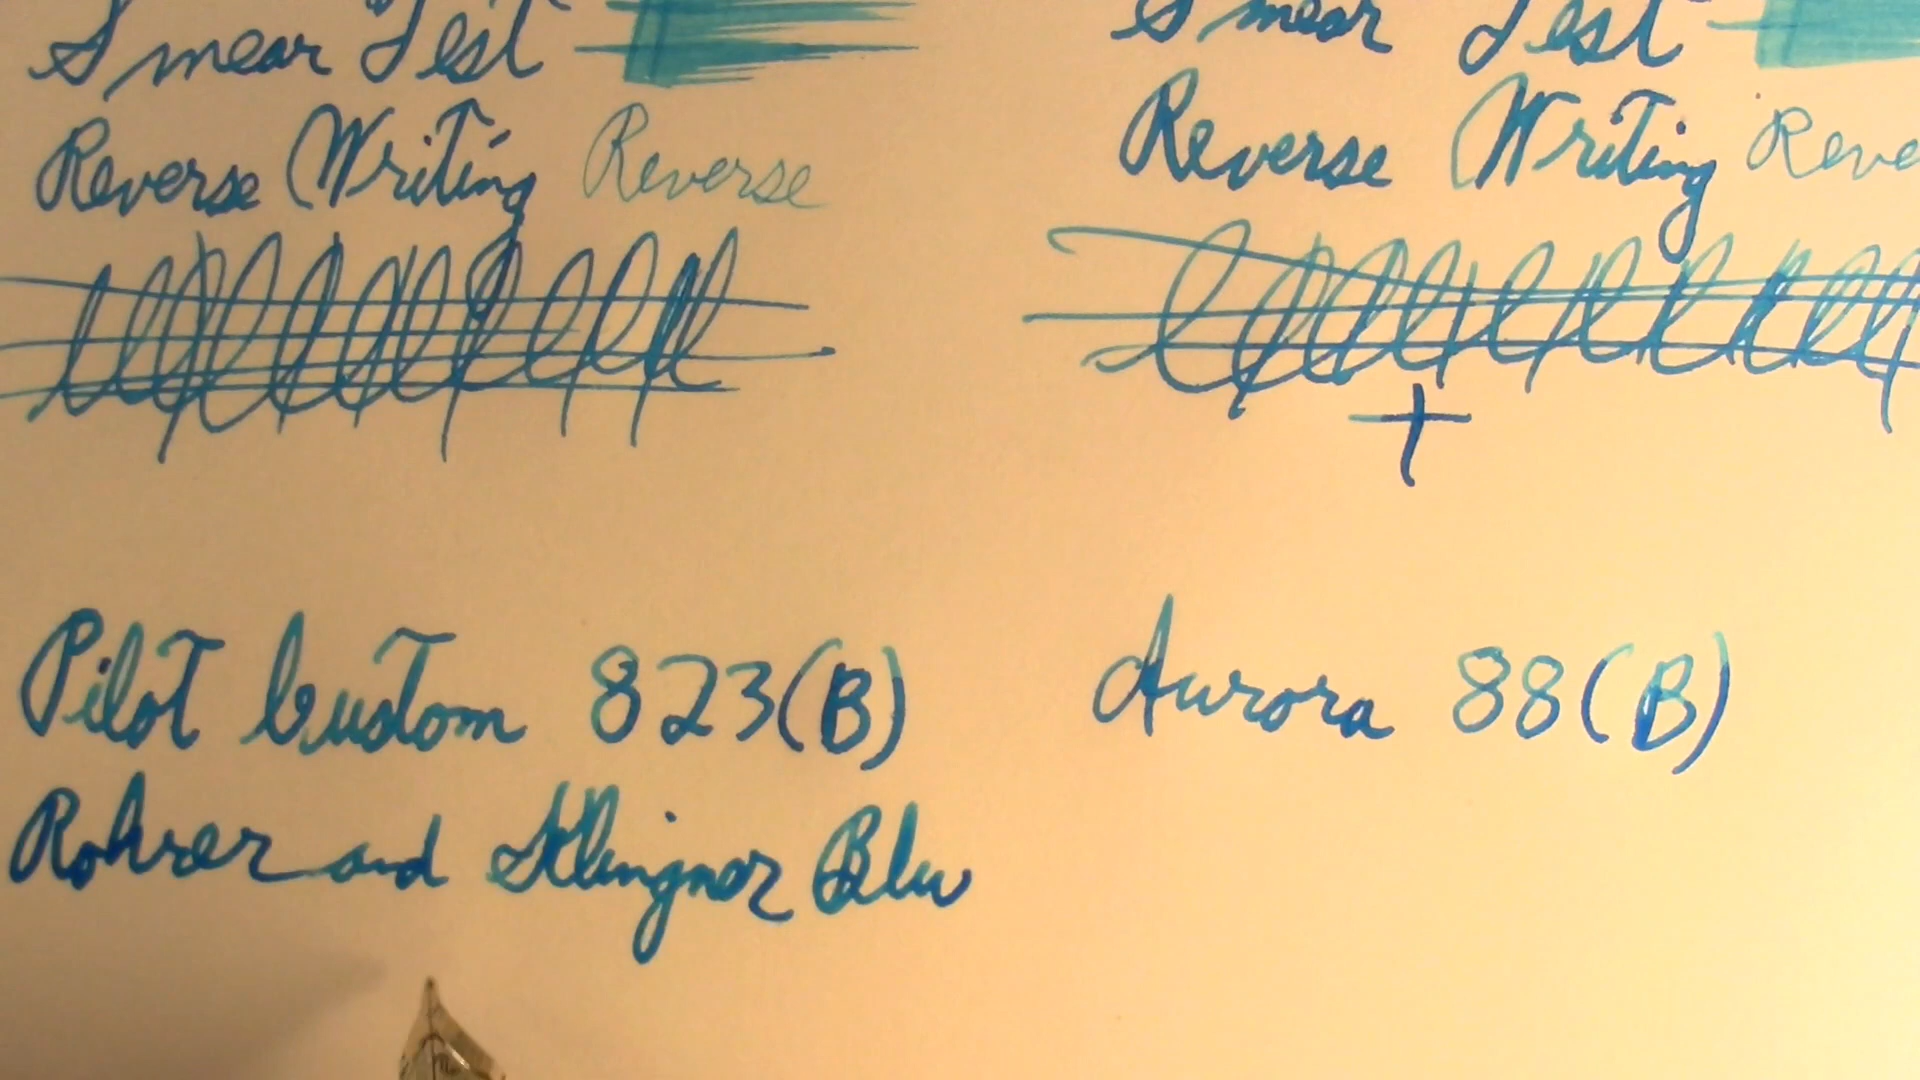 Smear Test
Reverse Writing Reverse
Pilot Custom 823(B)
Rohrer and Klingner Blu
Smear Test
Reverse Writing Reve
+
Aurora 88(B)